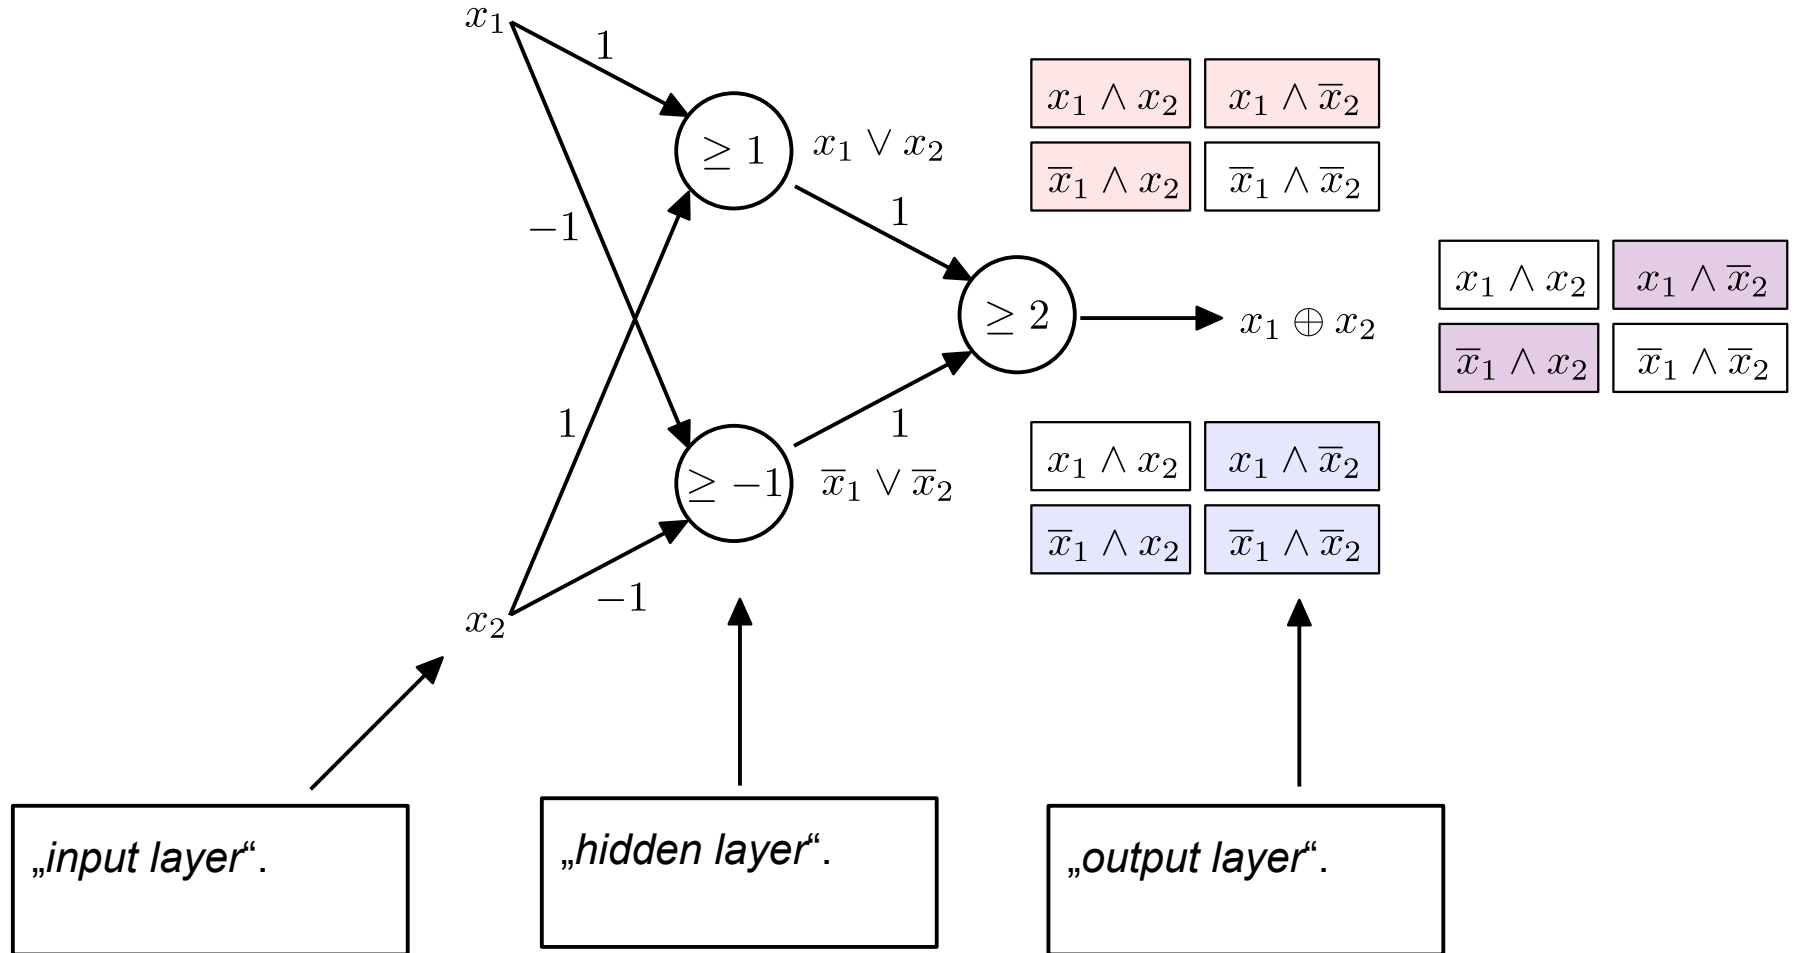 x₁
1
x₁ ∧ x₂ x₁ ∧ x̅₂
≥ 1 x₁ ∨ x₂
x̅₁ ∧ x₂ x̅₁ ∧ x̅₂
−1 1
x₁ ∧ x₂ x₁ ∧ x̅₂
≥ 2 x₁ ⊕ x₂
x̅₁ ∧ x₂ x̅₁ ∧ x̅₂
1 1
x₁ ∧ x₂ x₁ ∧ x̅₂
≥ −1 x̅₁ ∨ x̅₂
x̅₁ ∧ x₂ x̅₁ ∧ x̅₂
−1
x₂
„input layer“.
„hidden layer“.
„output layer“.